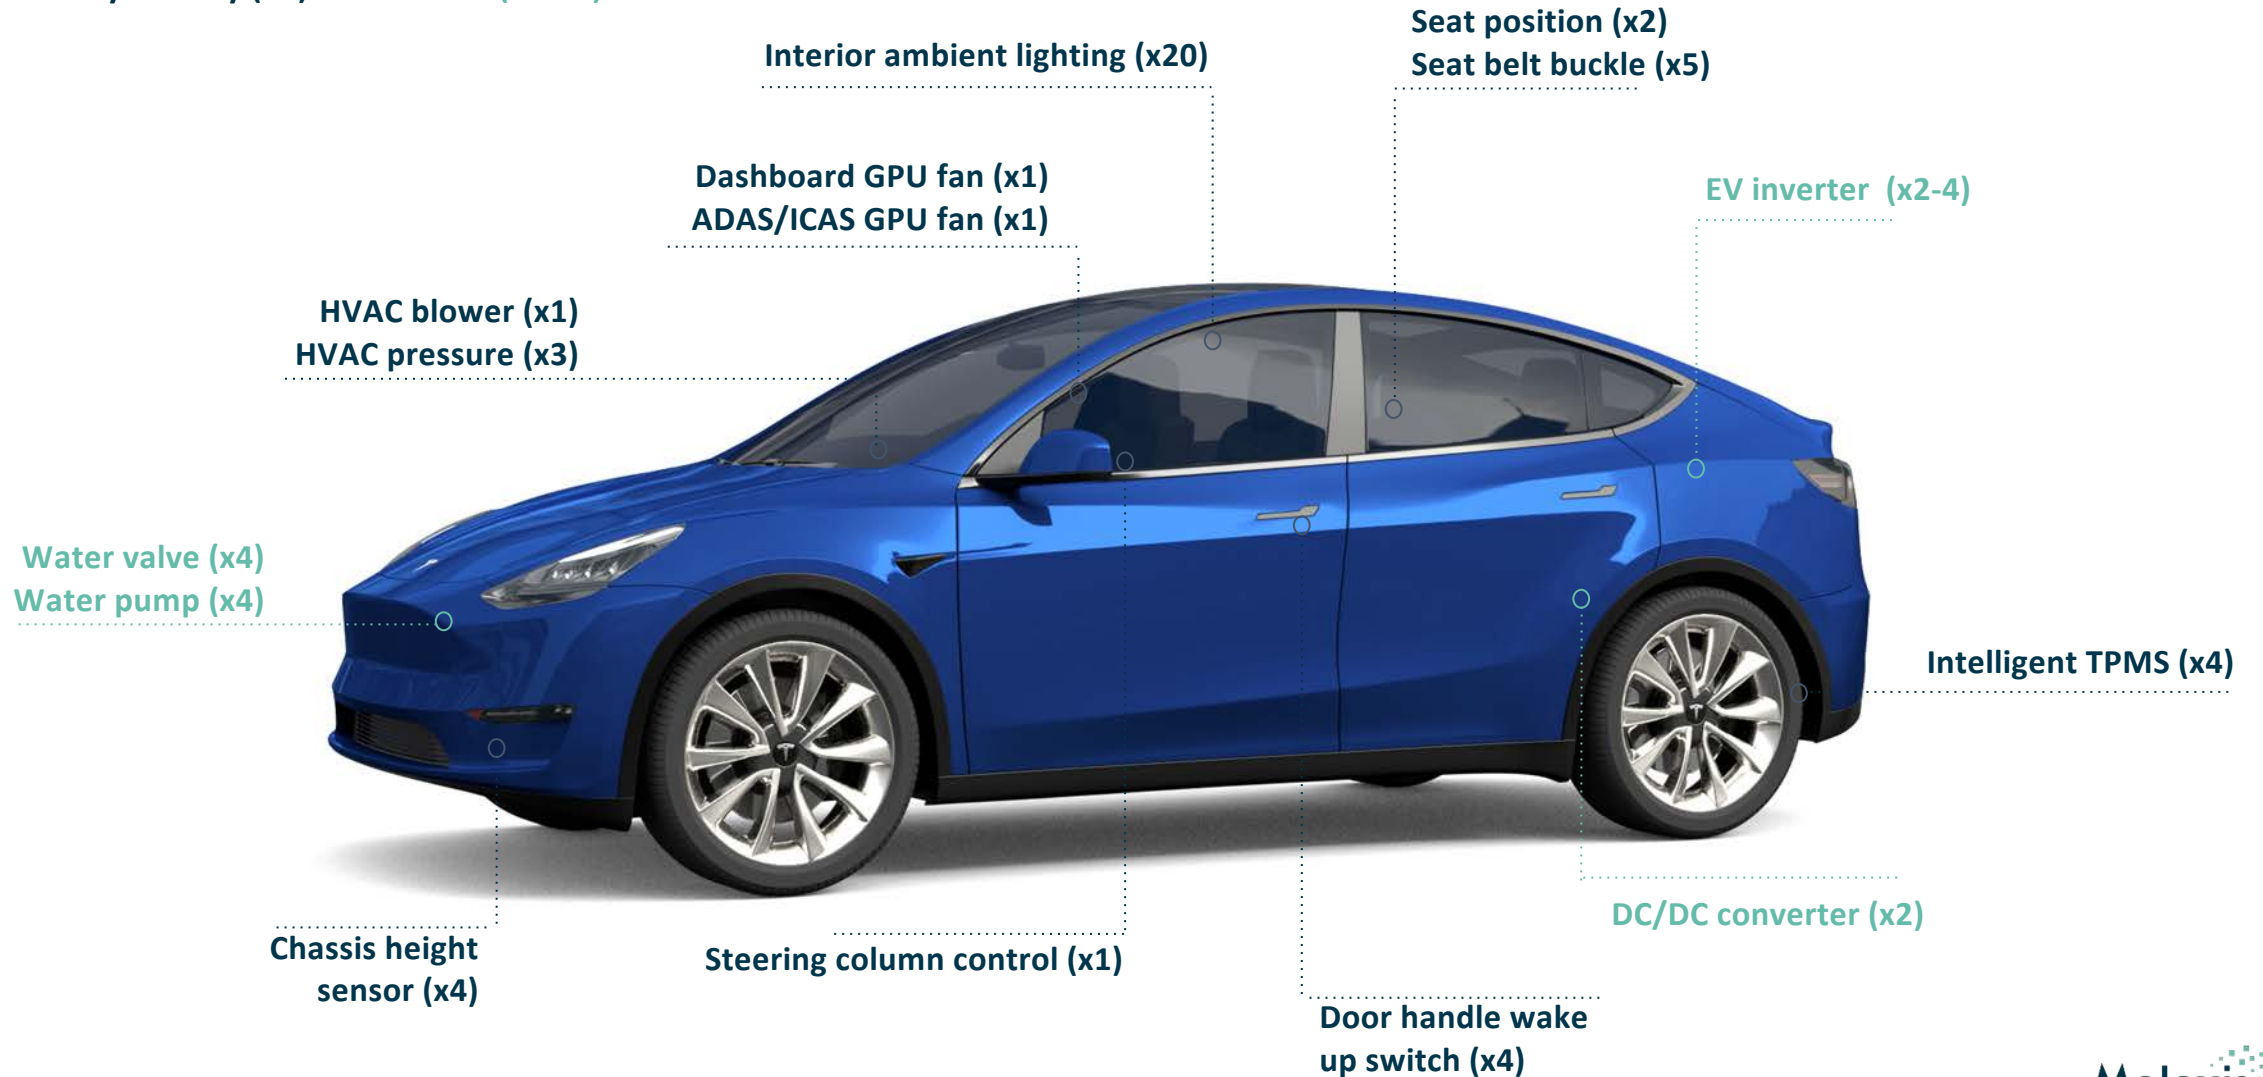 Interior ambient lighting (x20)
Seat position (x2)
Seat belt buckle (x5)
Dashboard GPU fan (x1)
ADAS/ICAS GPU fan (x1)
EV inverter (x2-4)
HVAC blower (x1)
HVAC pressure (x3)
Water valve (x4)
Water pump (x4)
Intelligent TPMS (x4)
DC/DC converter (x2)
Chassis height
sensor (x4)
Steering column control (x1)
Door handle wake
up switch (x4)